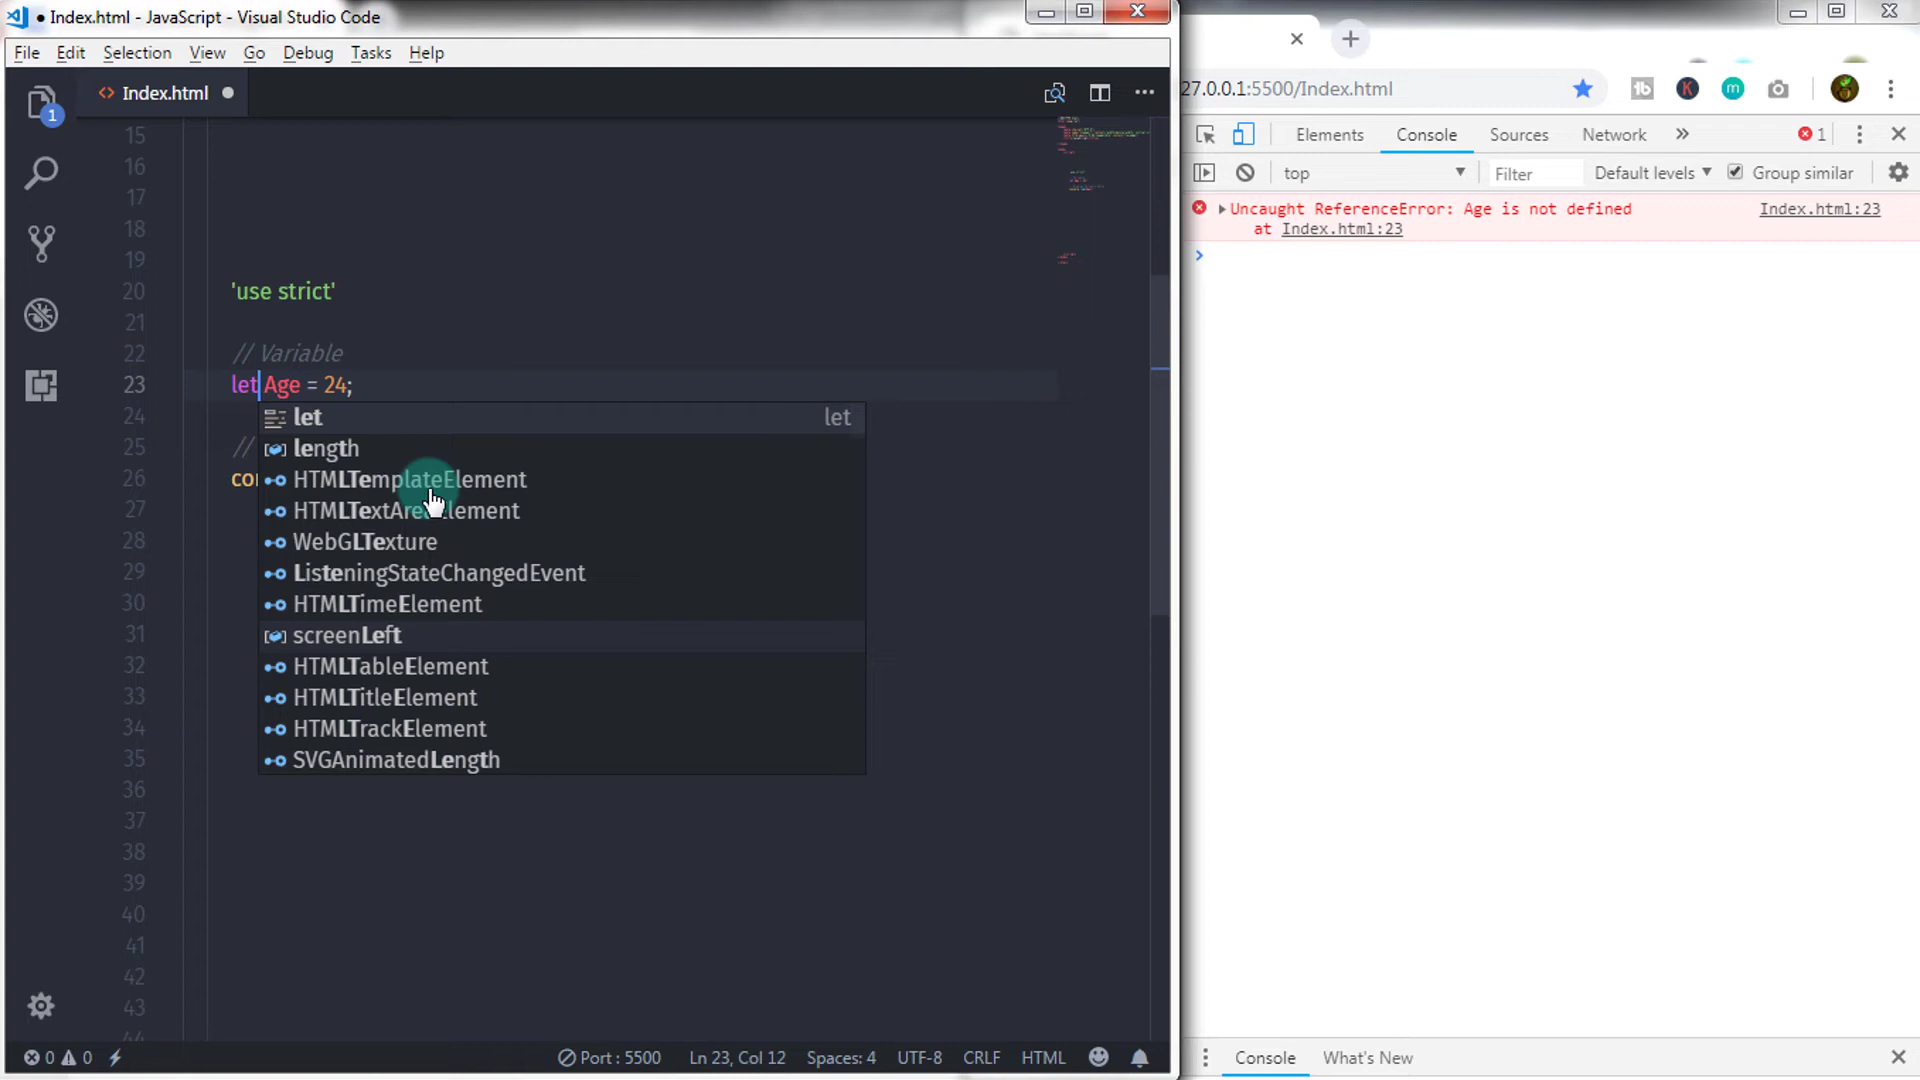 ● Index.html - JavaScript - Visual Studio Code
File Edit Selection View Go Debug Tasks Help
1
<> Index.html ●
15
16
17
18
19
20 'use strict'
21
22 // Variable
23 let Age = 24;
24
25 //
26 co
27
28
29
30
31
32
33
34
35
36
37
38
39
40
41
42
43
44
let let
length
HTMLTemplateElement
HTMLTextAreaElement
WebGLTexture
ListeningStateChangedEvent
HTMLTimeElement
screenLeft
HTMLTableElement
HTMLTitleElement
HTMLTrackElement
SVGAnimatedLength
0 0 Port : 5500 Ln 23, Col 12 Spaces: 4 UTF-8 CRLF HTML
27.0.0.1:5500/Index.html tb K m
Elements Console Sources Network » 1
top Filter Default levels Group similar
Uncaught ReferenceError: Age is not defined Index.html:23
at Index.html:23
Console What's New